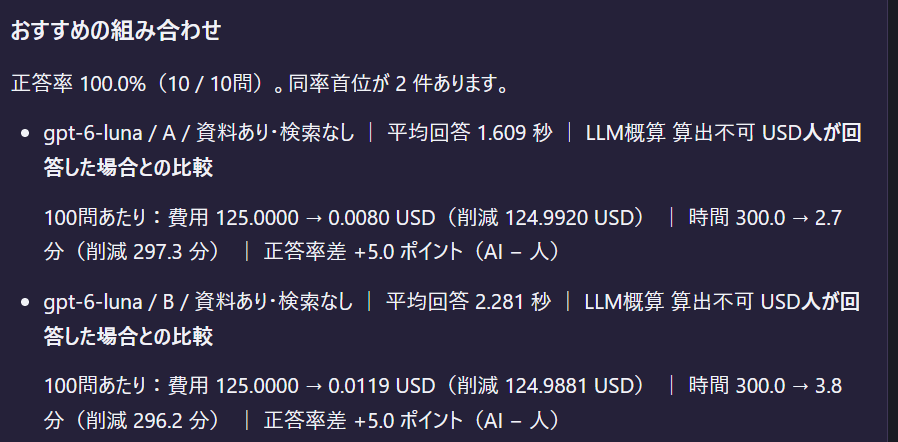 おすすめの組み合わせ
正答率 100.0%（10 / 10問）。同率首位が 2 件あります。
• gpt-6-luna / A / 資料あり・検索なし ｜ 平均回答 1.609 秒 ｜ LLM概算 算出不可 USD人が回
答した場合との比較
100問あたり：費用 125.0000 → 0.0080 USD（削減 124.9920 USD） ｜ 時間 300.0 → 2.7
分（削減 297.3 分） ｜ 正答率差 +5.0 ポイント（AI − 人）
• gpt-6-luna / B / 資料あり・検索なし ｜ 平均回答 2.281 秒 ｜ LLM概算 算出不可 USD人が回
答した場合との比較
100問あたり：費用 125.0000 → 0.0119 USD（削減 124.9881 USD） ｜ 時間 300.0 → 3.8
分（削減 296.2 分） ｜ 正答率差 +5.0 ポイント（AI − 人）